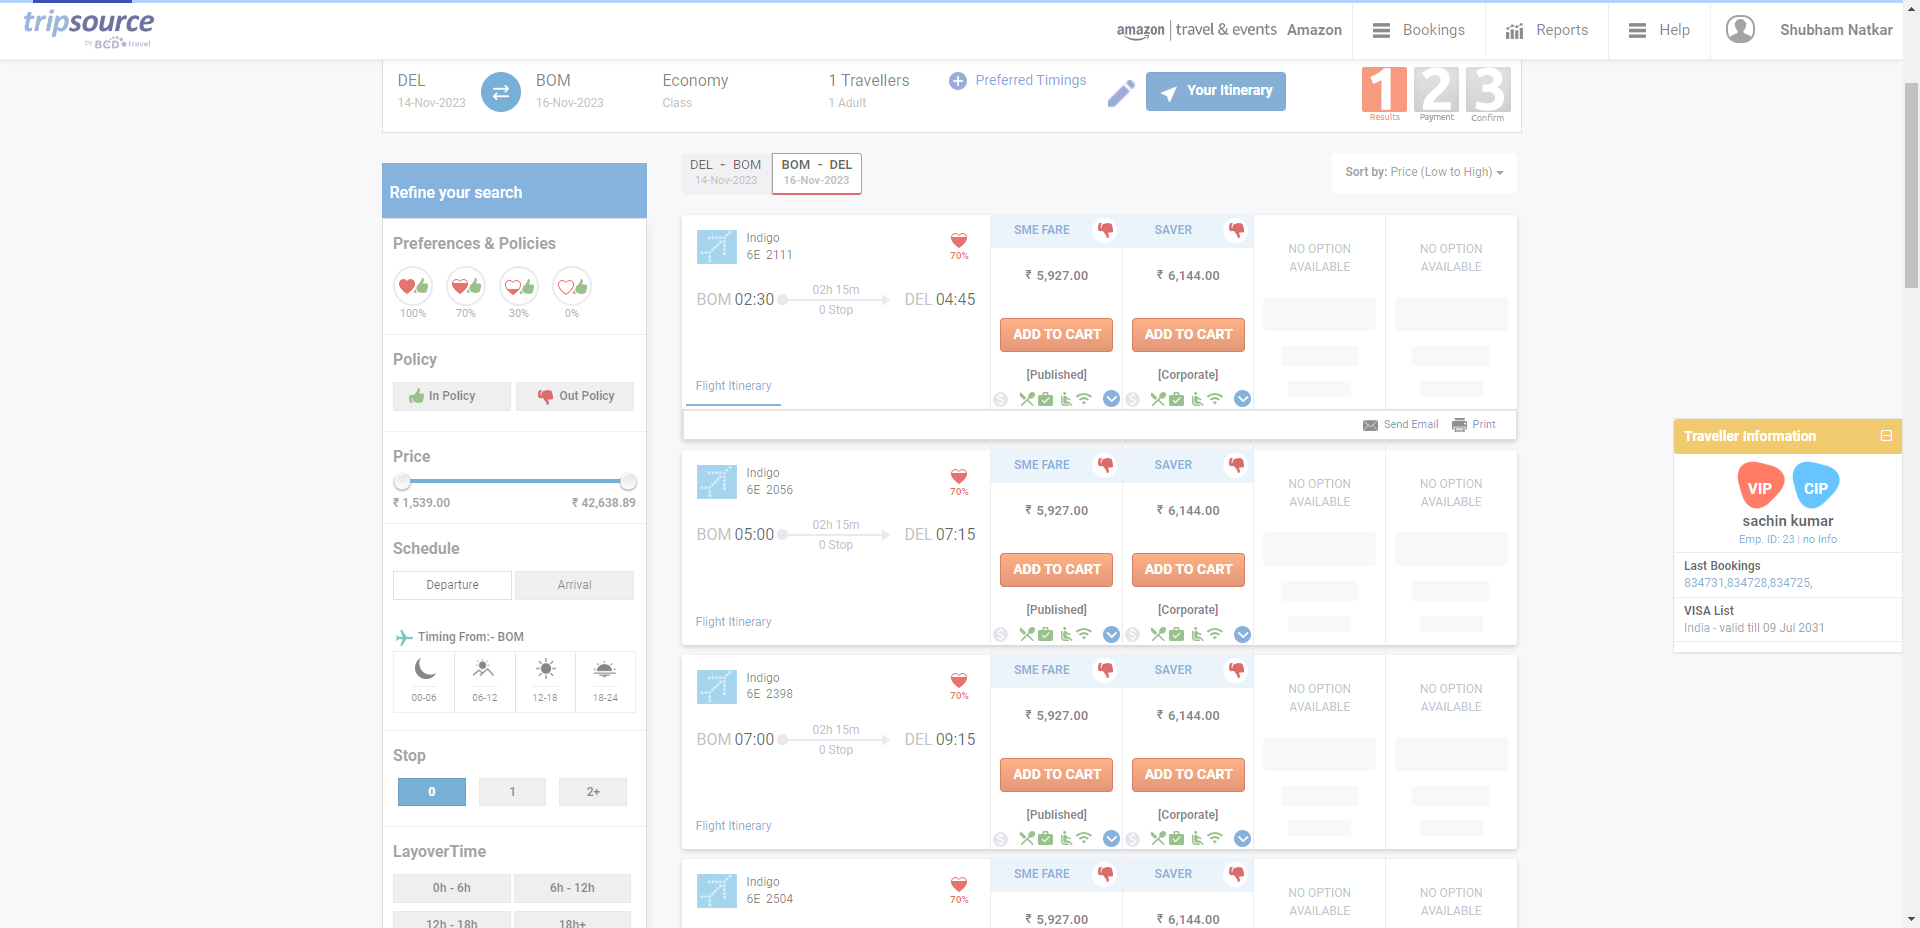 tripsource
by BCD travel
amazon | travel & events Amazon
Bookings
Reports
Help
Shubham Natkar
DEL
14-Nov-2023
BOM
16-Nov-2023
Economy
Class
1 Travellers
1 Adult
Preferred Timings
Your Itinerary
1
Results
2
Payment
3
Confirm
Refine your search
Preferences & Policies
100%
70%
30%
0%
Policy
In Policy
Out Policy
Price
₹ 1,539.00
₹ 42,638.89
Schedule
Departure
Arrival
Timing From:- BOM
00-06
06-12
12-18
18-24
Stop
0
1
2+
LayoverTime
0h - 6h
6h - 12h
12h - 18h
18h+
DEL - BOM
14-Nov-2023
BOM - DEL
16-Nov-2023
Sort by: Price (Low to High)
Indigo
6E 2111
70%
BOM 02:30
02h 15m
0 Stop
DEL 04:45
Flight Itinerary
SME FARE
₹ 5,927.00
ADD TO CART
[Published]
SAVER
₹ 6,144.00
ADD TO CART
[Corporate]
NO OPTION
AVAILABLE
NO OPTION
AVAILABLE
Send Email
Print
Indigo
6E 2056
70%
BOM 05:00
02h 15m
0 Stop
DEL 07:15
Flight Itinerary
SME FARE
₹ 5,927.00
ADD TO CART
[Published]
SAVER
₹ 6,144.00
ADD TO CART
[Corporate]
NO OPTION
AVAILABLE
NO OPTION
AVAILABLE
Indigo
6E 2398
70%
BOM 07:00
02h 15m
0 Stop
DEL 09:15
Flight Itinerary
SME FARE
₹ 5,927.00
ADD TO CART
[Published]
SAVER
₹ 6,144.00
ADD TO CART
[Corporate]
NO OPTION
AVAILABLE
NO OPTION
AVAILABLE
Indigo
6E 2504
70%
SME FARE
₹ 5,927.00
SAVER
₹ 6,144.00
NO OPTION
AVAILABLE
NO OPTION
AVAILABLE
Traveller Information
VIP
CIP
sachin kumar
Emp. ID: 23 | no Info
Last Bookings
834731,834728,834725,
VISA List
India - valid till 09 Jul 2031